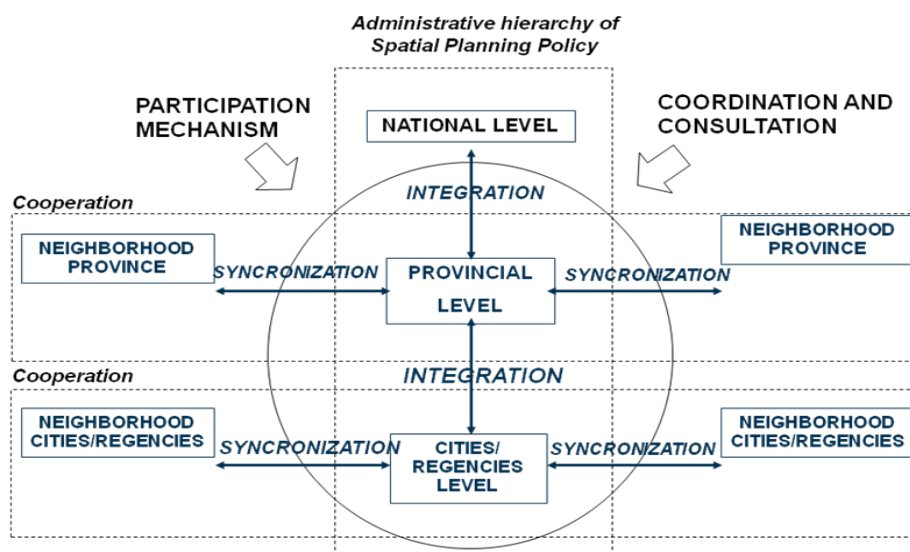 Administrative hierarchy of
Spatial Planning Policy
PARTICIPATION
MECHANISM
COORDINATION AND
CONSULTATION
NATIONAL LEVEL
INTEGRATION
Cooperation
NEIGHBORHOOD
PROVINCE
NEIGHBORHOOD
PROVINCE
SYNCRONIZATION
PROVINCIAL
LEVEL
SYNCRONIZATION
INTEGRATION
Cooperation
NEIGHBORHOOD
CITIES/REGENCIES
NEIGHBORHOOD
CITIES/REGENCIES
SYNCRONIZATION
CITIES/
REGENCIES
LEVEL
SYNCRONIZATION